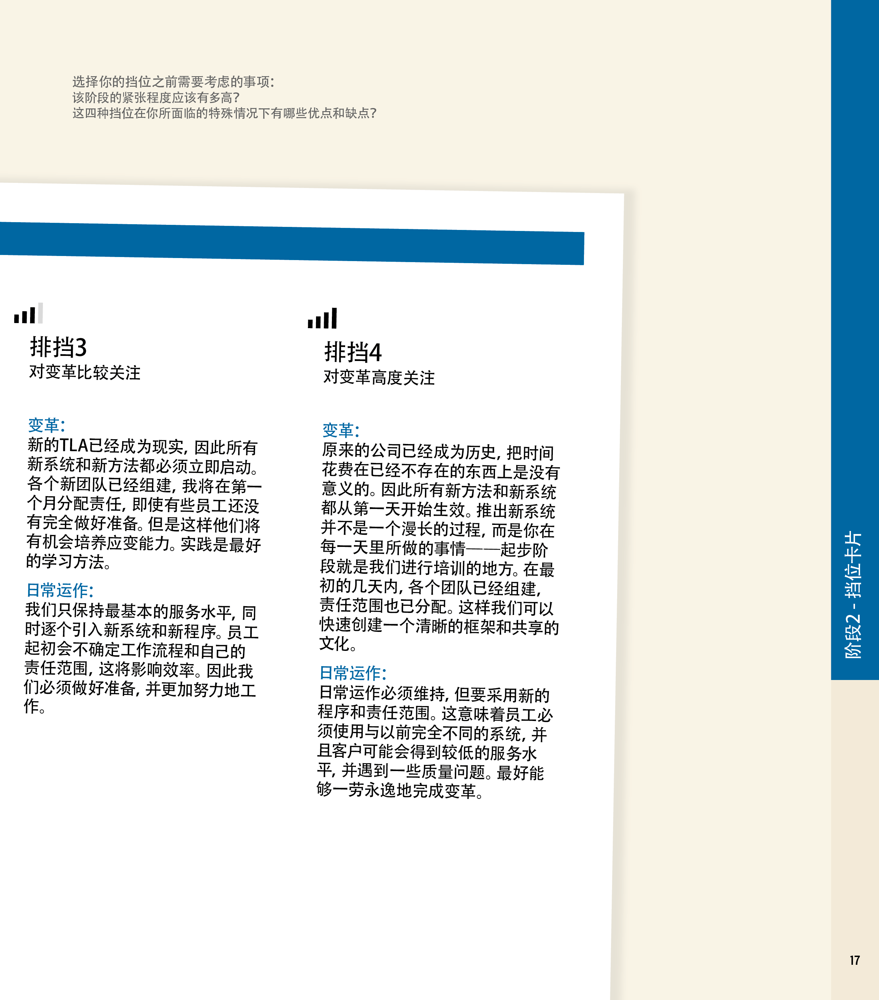 选择你的挡位之前需要考虑的事项：
该阶段的紧张程度应该有多高？
这四种挡位在你所面临的特殊情况下有哪些优点和缺点？
排挡3
对变革比较关注
变革：
新的TLA已经成为现实，因此所有
新系统和新方法都必须立即启动。
各个新团队已经组建，我将在第一
个月分配责任，即使有些员工还没
有完全做好准备。但是这样他们将
有机会培养应变能力。实践是最好
的学习方法。
日常运作：
我们只保持最基本的服务水平，同
时逐个引入新系统和新程序。员工
起初会不确定工作流程和自己的
责任范围，这将影响效率。因此我
们必须做好准备，并更加努力地工
作。
排挡4
对变革高度关注
变革：
原来的公司已经成为历史，把时间
花费在已经不存在的东西上是没有
意义的。因此所有新方法和新系统
都从第一天开始生效。推出新系统
并不是一个漫长的过程，而是你在
每一天里所做的事情——起步阶
段就是我们进行培训的地方。在最
初的几天内，各个团队已经组建，
责任范围也已分配。这样我们可以
快速创建一个清晰的框架和共享的
文化。
日常运作：
日常运作必须维持，但要采用新的
程序和责任范围。这意味着员工必
须使用与以前完全不同的系统，并
且客户可能会得到较低的服务水
平，并遇到一些质量问题。最好能
够一劳永逸地完成变革。
阶段2 - 挡位卡片
17